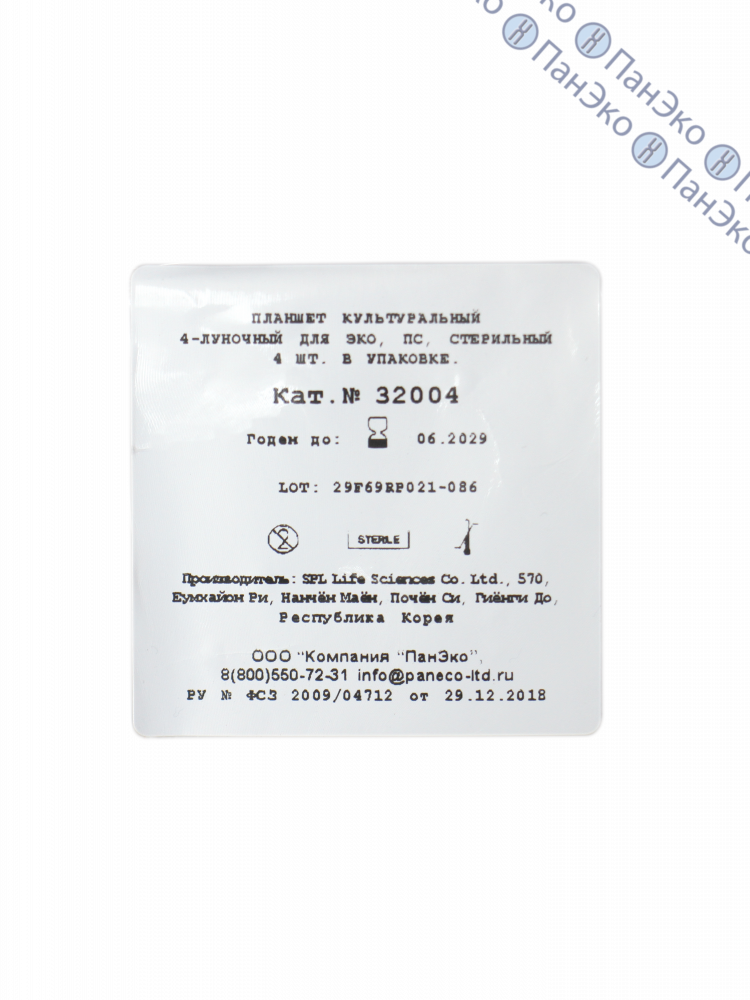 ПанЭко
ПанЭко
ПанЭко
ПЛАНШЕТ КУЛЬТУРАЛЬНЫЙ
4-ЛУНОЧНЫЙ ДЛЯ ЭКО, ПС, СТЕРИЛЬНЫЙ
4 ШТ. В УПАКОВКЕ.
Кат.№ 32004
Годен до: 06.2029
LOT: 29F69RP021-086
2
STERILE
Производитель: SPL Life Sciences Co. Ltd., 570,
Еумхайон Ри, Нанчён Маён, Почён Си, Гиёнги До,
Республика Корея
ООО "Компания "ПанЭко",
8(800)550-72-31 info@paneco-ltd.ru
РУ № ФСЗ 2009/04712 от 29.12.2018